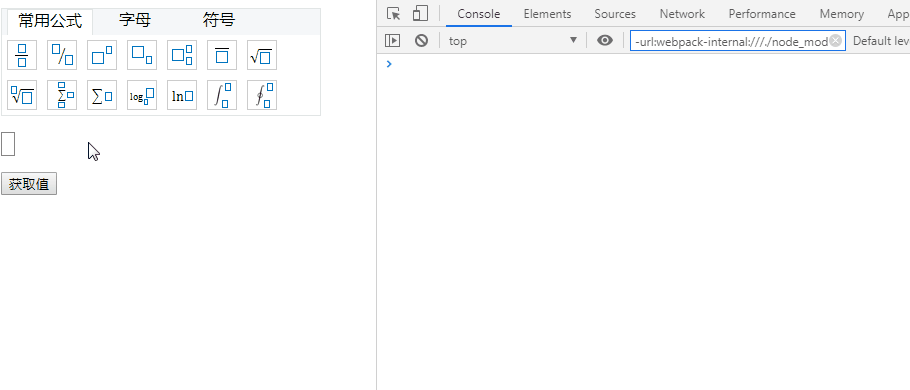 常用公式 字母 符号
Console Elements Sources Network Performance Memory App
top -url:webpack-internal:///./node_mod Default leve
log ln
获取值